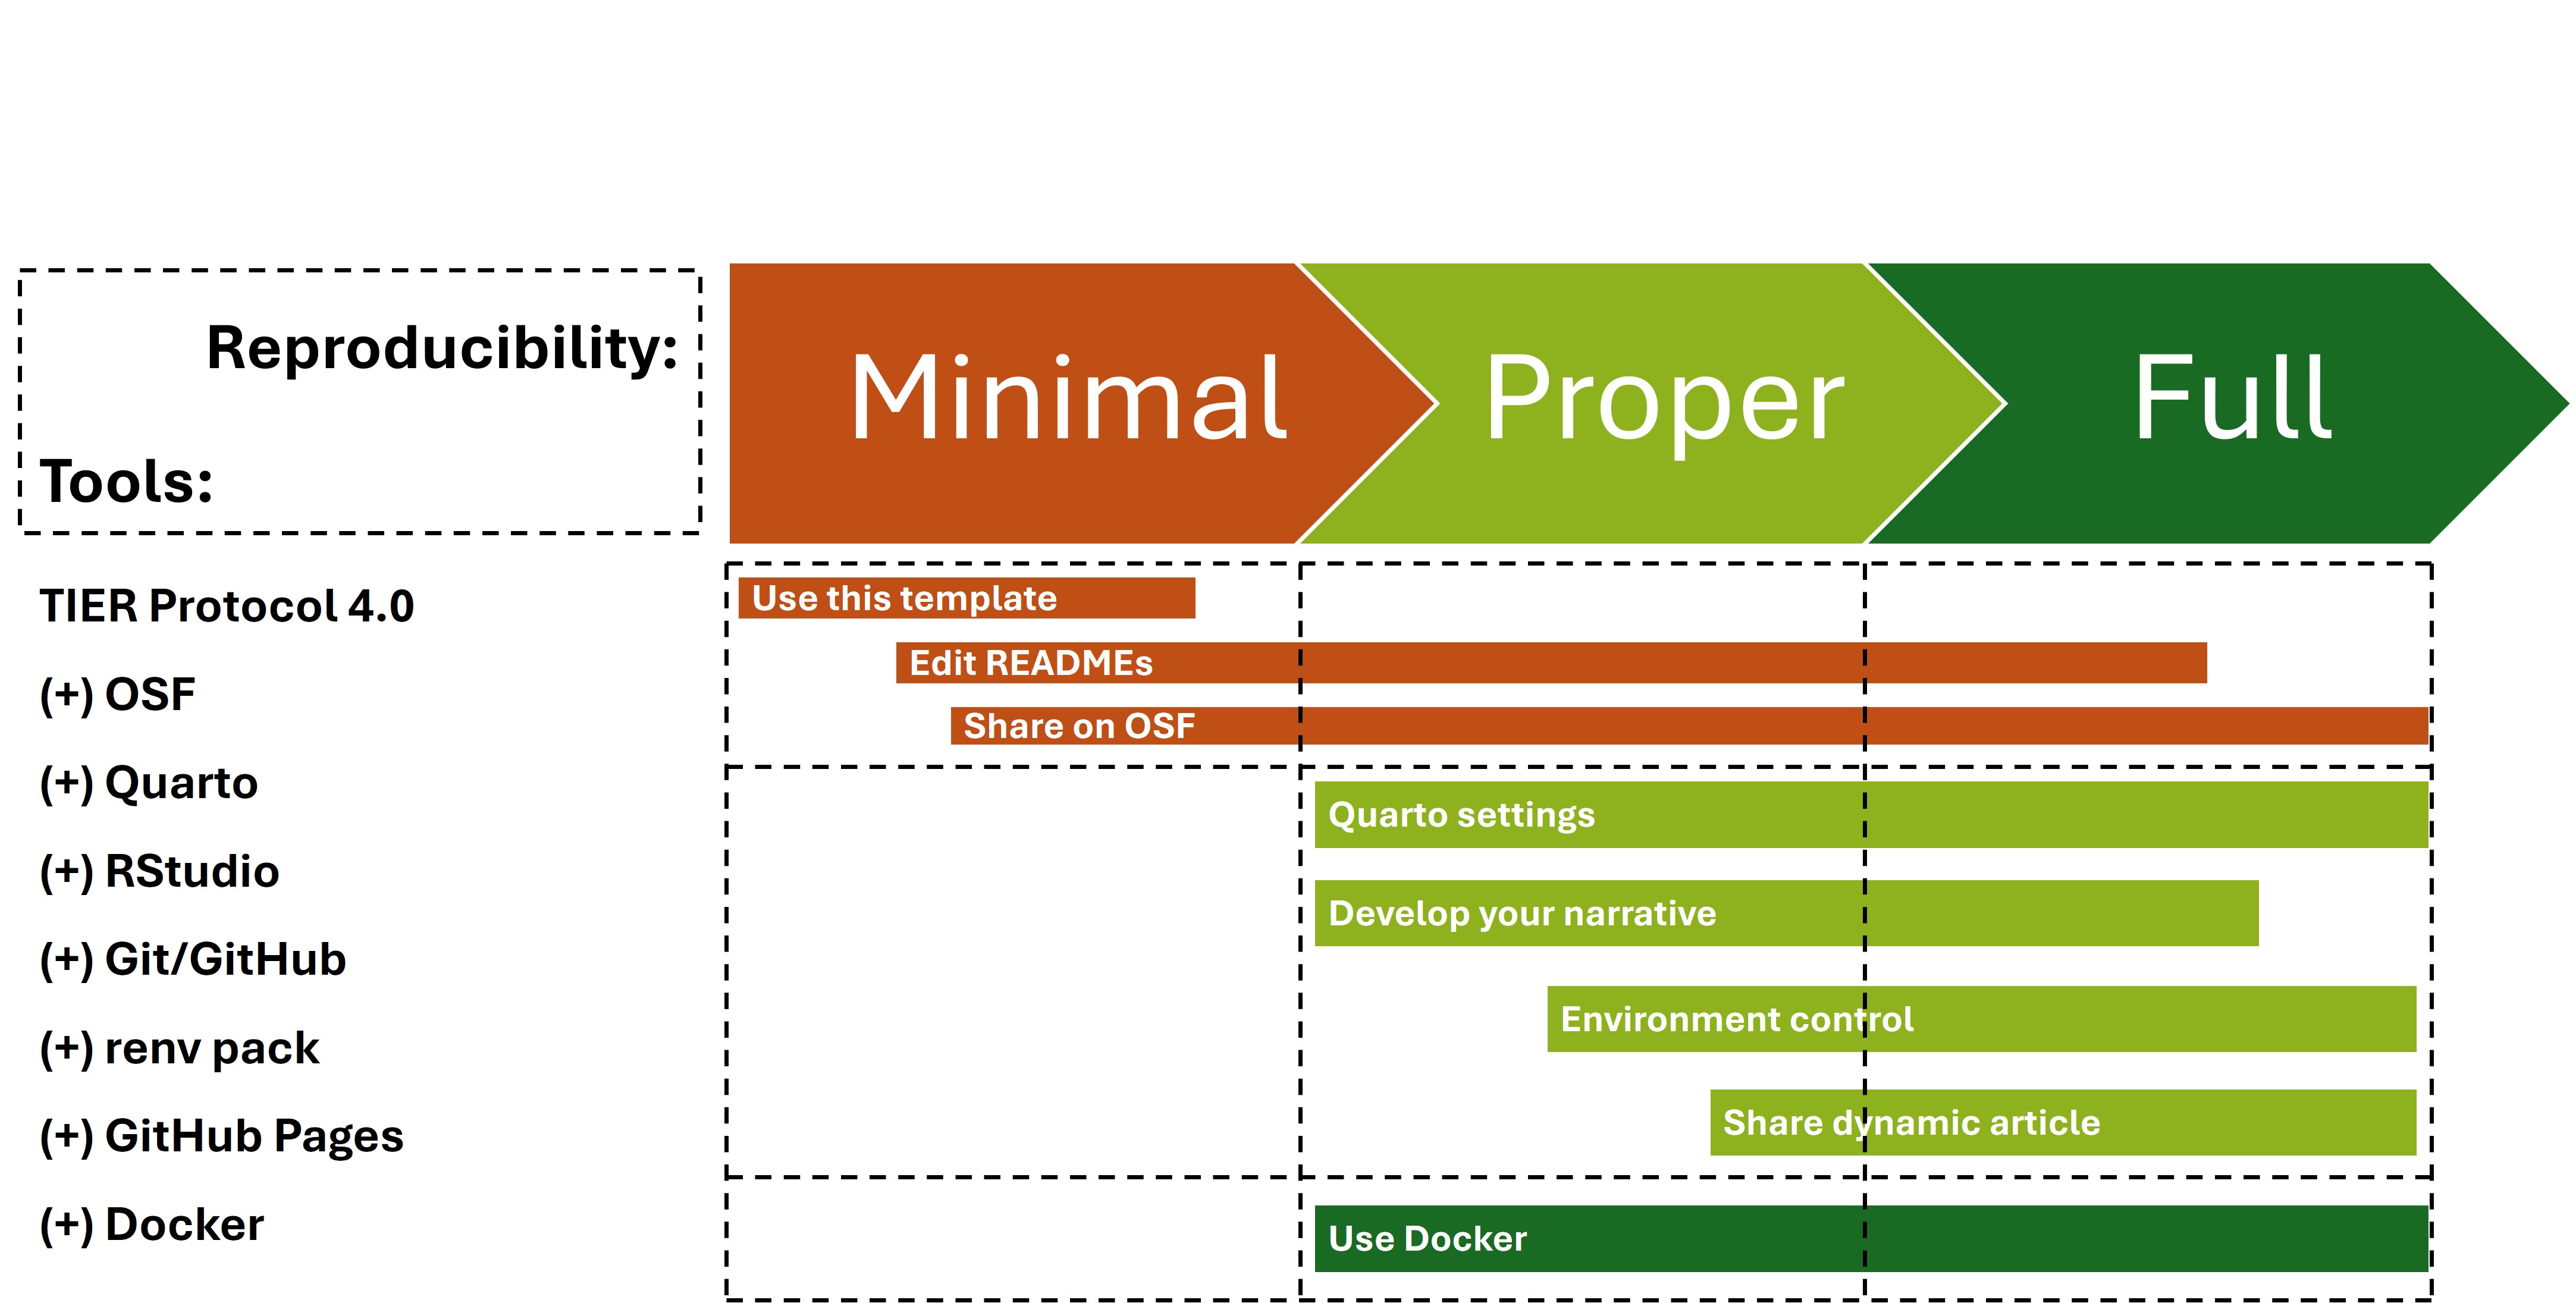 Reproducibility:
Tools:
Minimal
Proper
Full
TIER Protocol 4.0
(+) OSF
(+) Quarto
(+) RStudio
(+) Git/GitHub
(+) renv pack
(+) GitHub Pages
(+) Docker
Use this template
Edit READMEs
Share on OSF
Quarto settings
Develop your narrative
Environment control
Share dynamic article
Use Docker